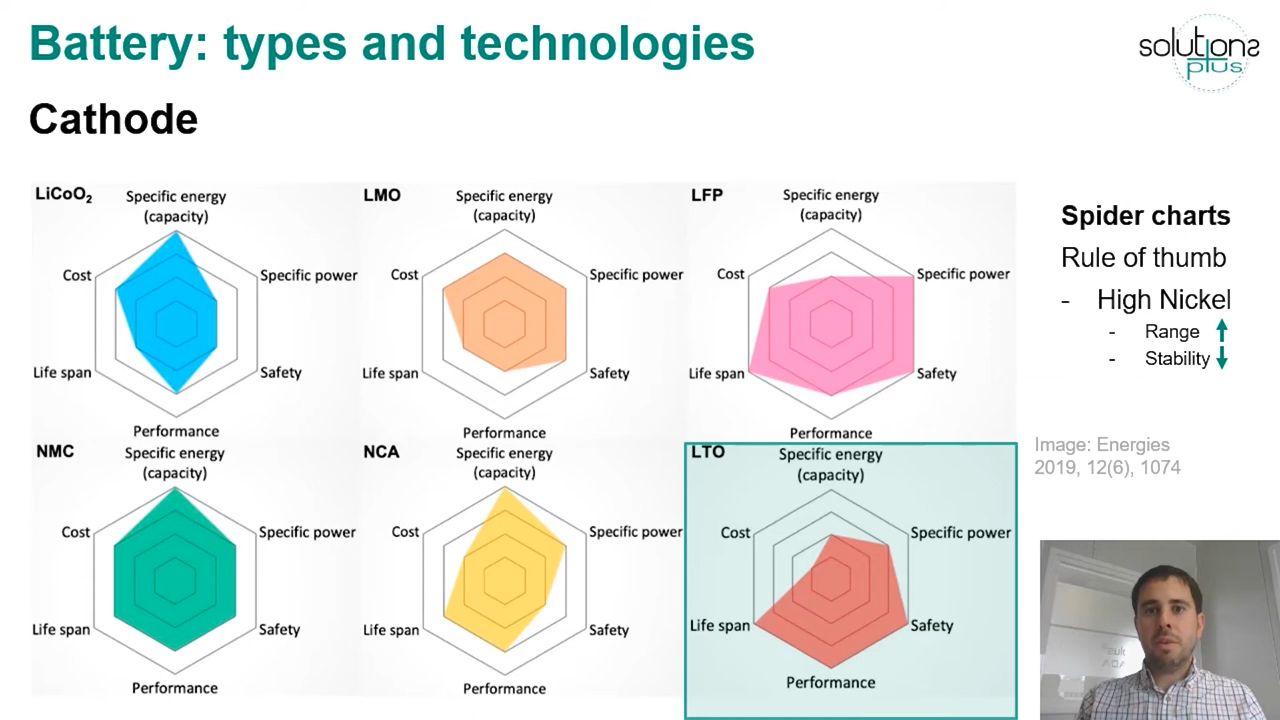 Battery: types and technologies
solutions
plus
Cathode
LiCoO₂
Specific energy
(capacity)
Cost
Specific power
Life span
Safety
Performance
LMO
Specific energy
(capacity)
Cost
Specific power
Life span
Safety
Performance
LFP
Specific energy
(capacity)
Cost
Specific power
Life span
Safety
Performance
NMC
Specific energy
(capacity)
Cost
Specific power
Life span
Safety
Performance
NCA
Specific energy
(capacity)
Cost
Specific power
Life span
Safety
Performance
LTO
Specific energy
(capacity)
Cost
Specific power
Life span
Safety
Performance
Spider charts
Rule of thumb
- High Nickel
- Range
- Stability
Image: Energies
2019, 12(6), 1074